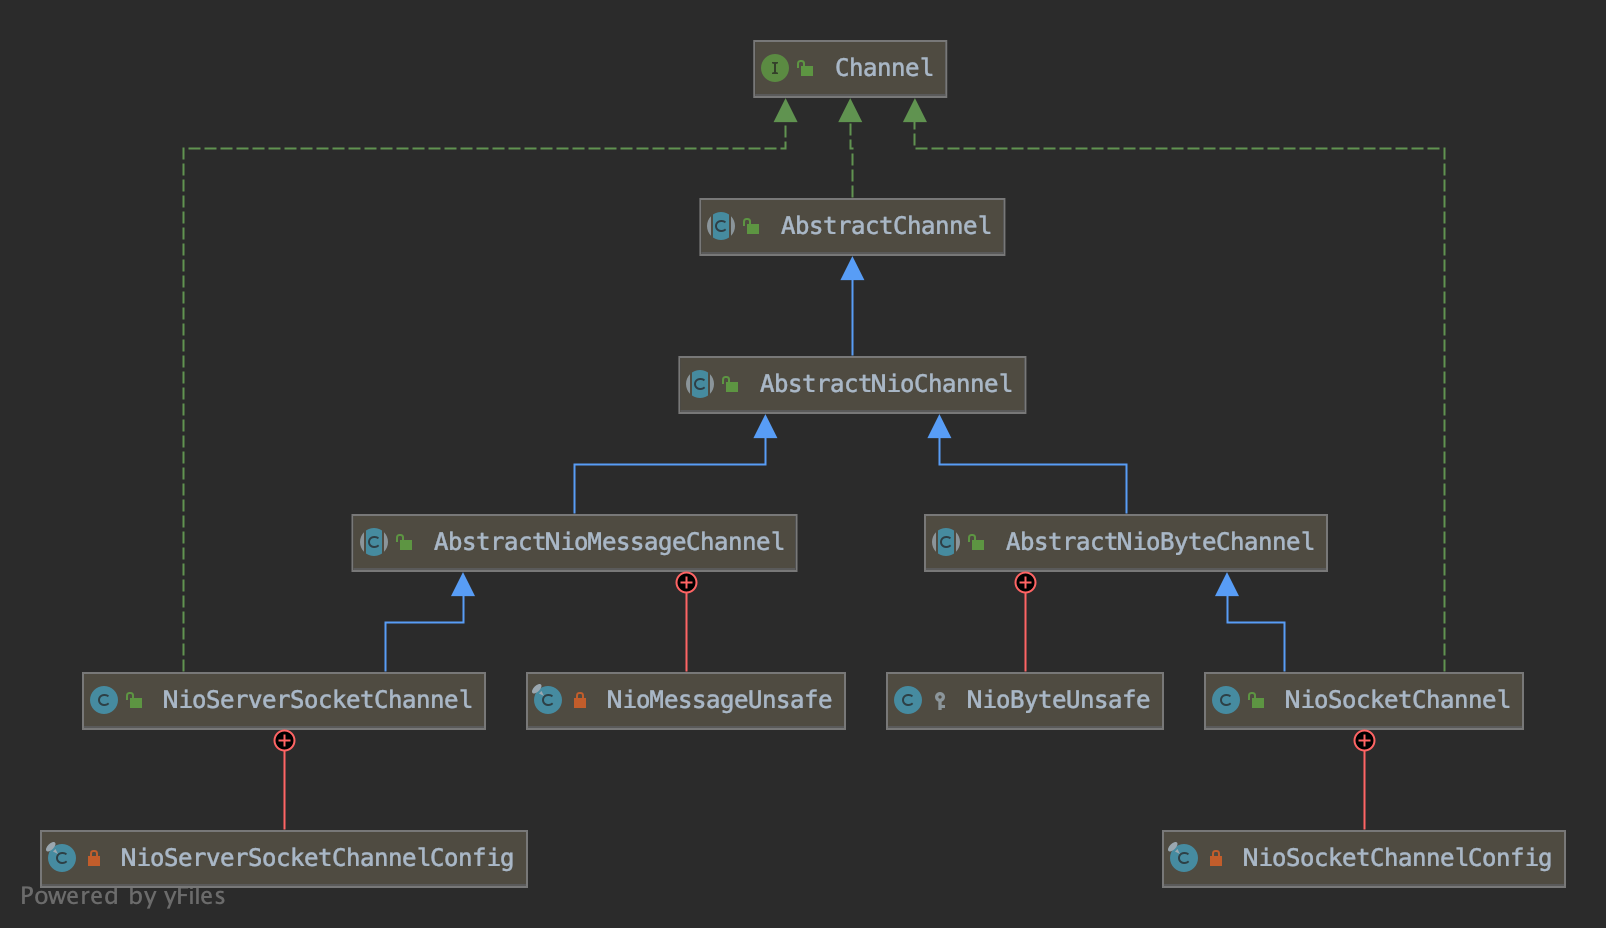 Channel
AbstractChannel
AbstractNioChannel
AbstractNioMessageChannel
AbstractNioByteChannel
NioServerSocketChannel
NioMessageUnsafe
NioByteUnsafe
NioSocketChannel
NioServerSocketChannelConfig
NioSocketChannelConfig
Powered by yFiles